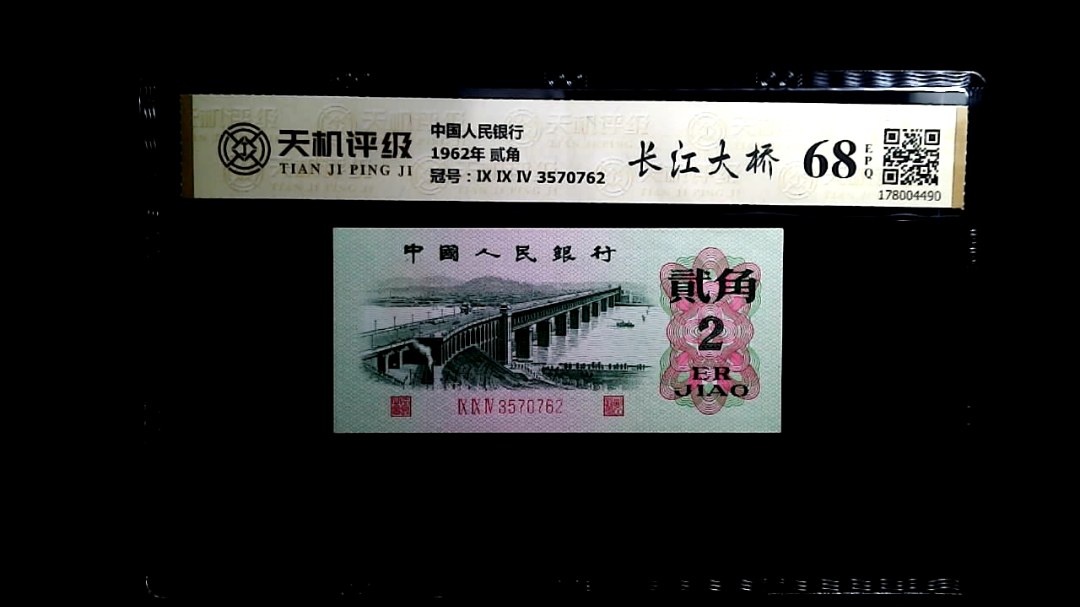 天机评级
TIAN JI PING JI
中国人民银行
1962年 贰角
冠号：IX IX IV 3570762
长江大桥
68
EPQ
178004490
中國人民銀行
貳角
2
ER
JIAO
IX IX IV 3570762